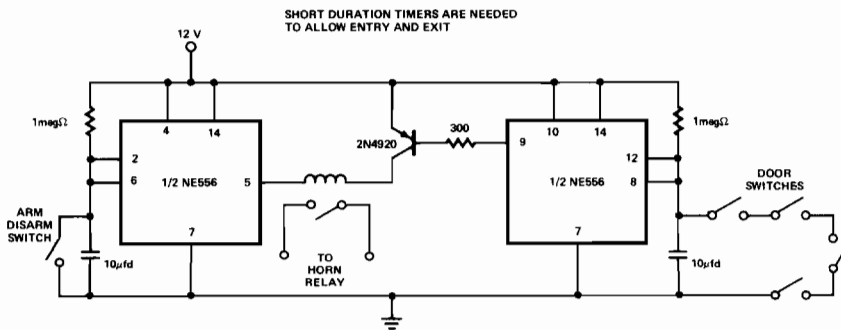 SHORT DURATION TIMERS ARE NEEDED
TO ALLOW ENTRY AND EXIT
12 V
1megΩ
4
14
2N4920
300
9
10
14
1megΩ
2
6
1/2 NE556
5
12
8
1/2 NE556
DOOR
SWITCHES
ARM
DISARM
SWITCH
7
7
10μfd
TO
HORN
RELAY
10μfd